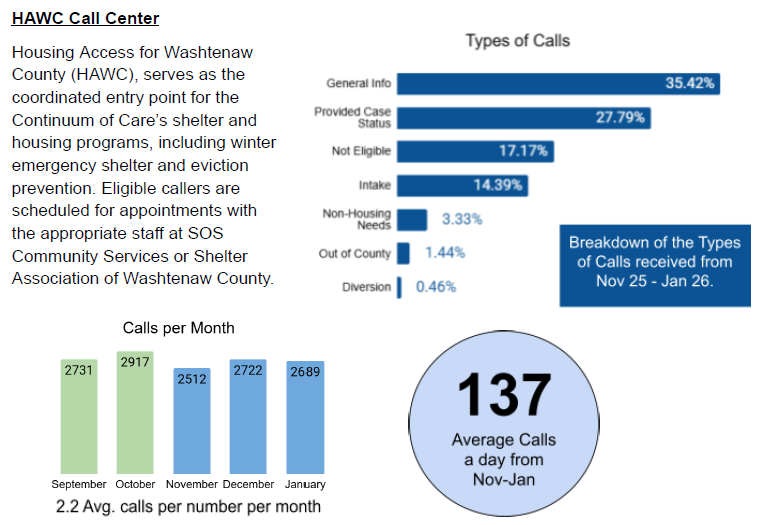 HAWC Call Center
Housing Access for Washtenaw
County (HAWC), serves as the
coordinated entry point for the
Continuum of Care's shelter and
housing programs, including winter
emergency shelter and eviction
prevention. Eligible callers are
scheduled for appointments with
the appropriate staff at SOS
Community Services or Shelter
Association of Washtenaw County.
Types of Calls
General Info 35.42%
Provided Case
Status 27.79%
Not Eligible 17.17%
Intake 14.39%
Non-Housing
Needs 3.33%
Out of County 1.44%
Diversion 0.46%
Breakdown of the Types
of Calls received from
Nov 25 - Jan 26.
Calls per Month
2731 2917 2512 2722 2689
September October November December January
2.2 Avg. calls per number per month
137
Average Calls
a day from
Nov-Jan